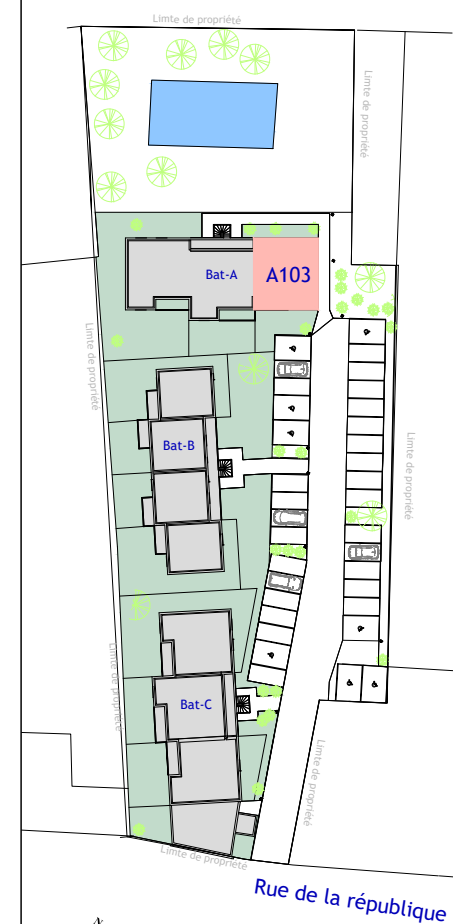 Limte de propriété
Limte de propriété
Bat-A
A103
Limte de propriété
Bat-B
Limte de propriété
Limte de propriété
Bat-C
Limte de propriété
Limte de propriété
Rue de la république
N